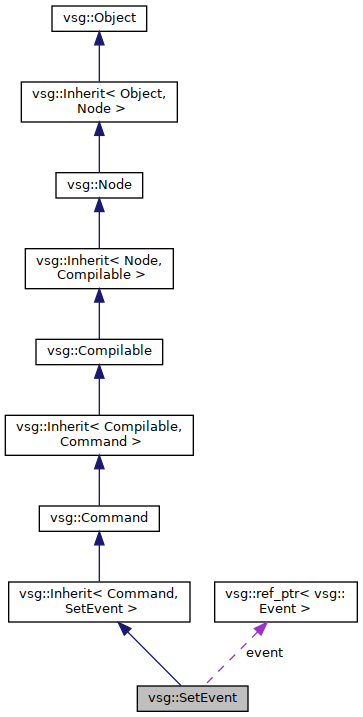 vsg::Object
vsg::Inherit< Object,
Node >
vsg::Node
vsg::Inherit< Node,
Compilable >
vsg::Compilable
vsg::Inherit< Compilable,
Command >
vsg::Command
vsg::Inherit< Command,
SetEvent >
vsg::ref_ptr< vsg::
Event >
event
vsg::SetEvent